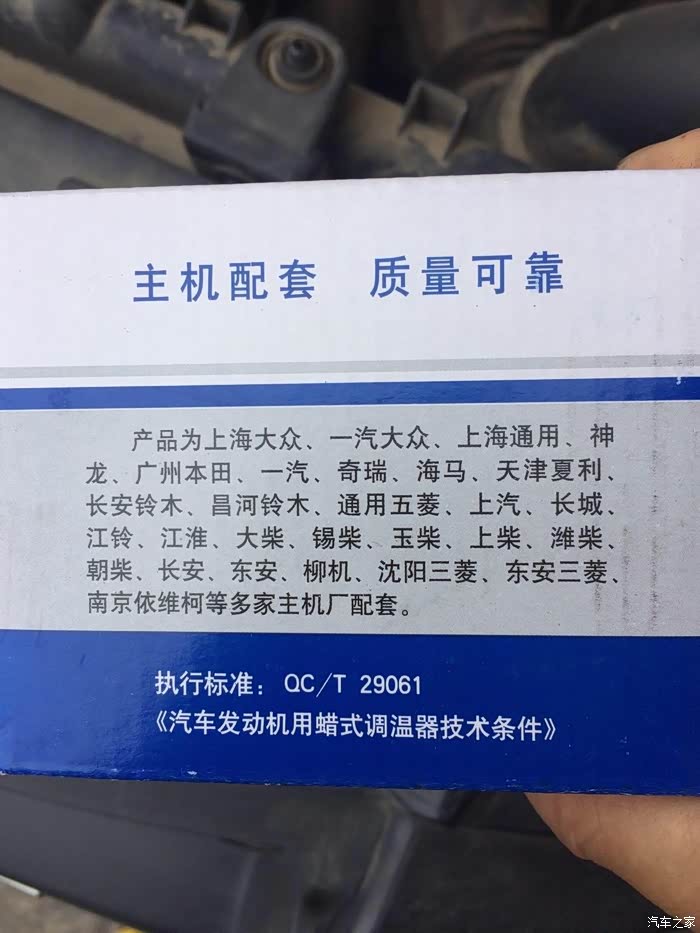 主机配套 质量可靠
产品为上海大众、一汽大众、上海通用、神
龙、广州本田、一汽、奇瑞、海马、天津夏利、
长安铃木、昌河铃木、通用五菱、上汽、长城、
江铃、江淮、大柴、锡柴、玉柴、上柴、潍柴、
朝柴、长安、东安、柳机、沈阳三菱、东安三菱、
南京依维柯等多家主机厂配套。
执行标准：QC/T 29061
《汽车发动机用蜡式调温器技术条件》
汽车之家